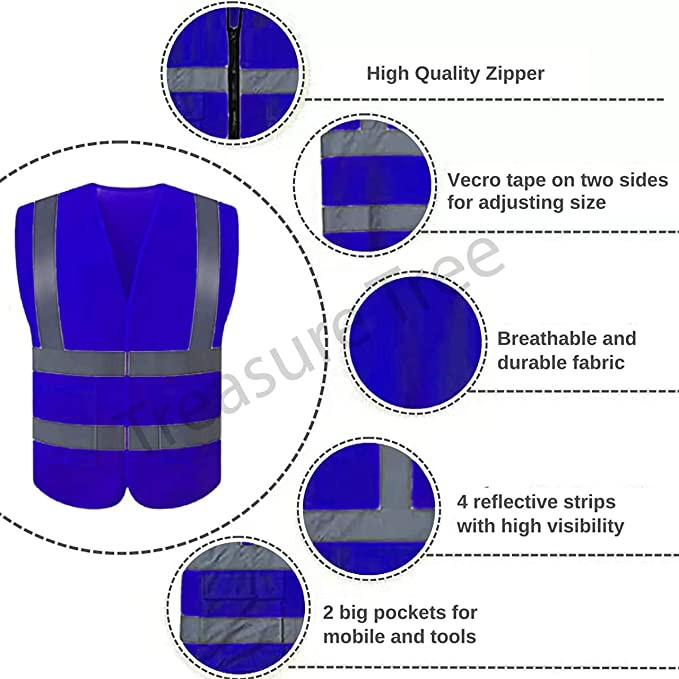 High Quality Zipper
Vecro tape on two sides
for adjusting size
Treasure Tree
Breathable and
durable fabric
4 reflective strips
with high visibility
2 big pockets for
mobile and tools